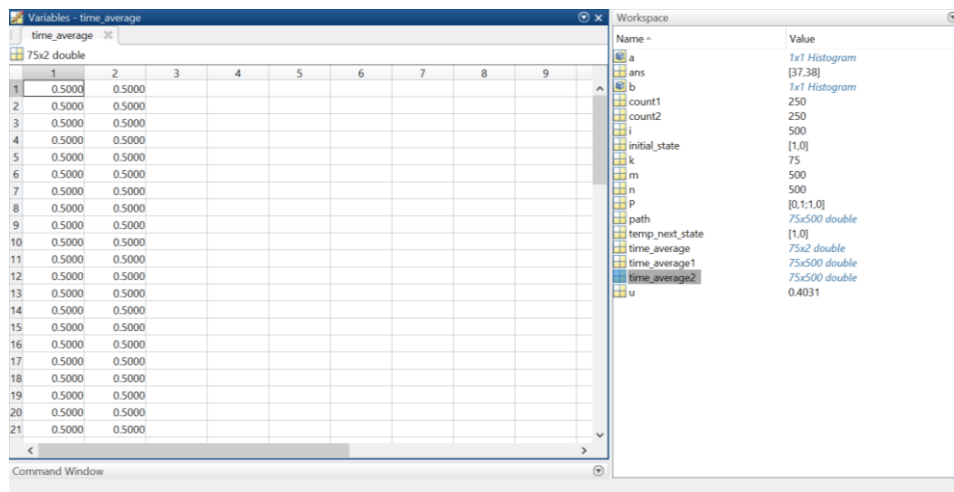 Variables - time_average
time_average
75x2 double
1 2 3 4 5 6 7 8 9
1 0.5000 0.5000
2 0.5000 0.5000
3 0.5000 0.5000
4 0.5000 0.5000
5 0.5000 0.5000
6 0.5000 0.5000
7 0.5000 0.5000
8 0.5000 0.5000
9 0.5000 0.5000
10 0.5000 0.5000
11 0.5000 0.5000
12 0.5000 0.5000
13 0.5000 0.5000
14 0.5000 0.5000
15 0.5000 0.5000
16 0.5000 0.5000
17 0.5000 0.5000
18 0.5000 0.5000
19 0.5000 0.5000
20 0.5000 0.5000
21 0.5000 0.5000
Command Window
Workspace
Name Value
a 1x1 Histogram
ans [37,38]
b 1x1 Histogram
count1 250
count2 250
i 500
initial_state [1,0]
k 75
m 500
n 500
P [0,1;1,0]
path 75x500 double
temp_next_state [1,0]
time_average 75x2 double
time_average1 75x500 double
time_average2 75x500 double
u 0.4031